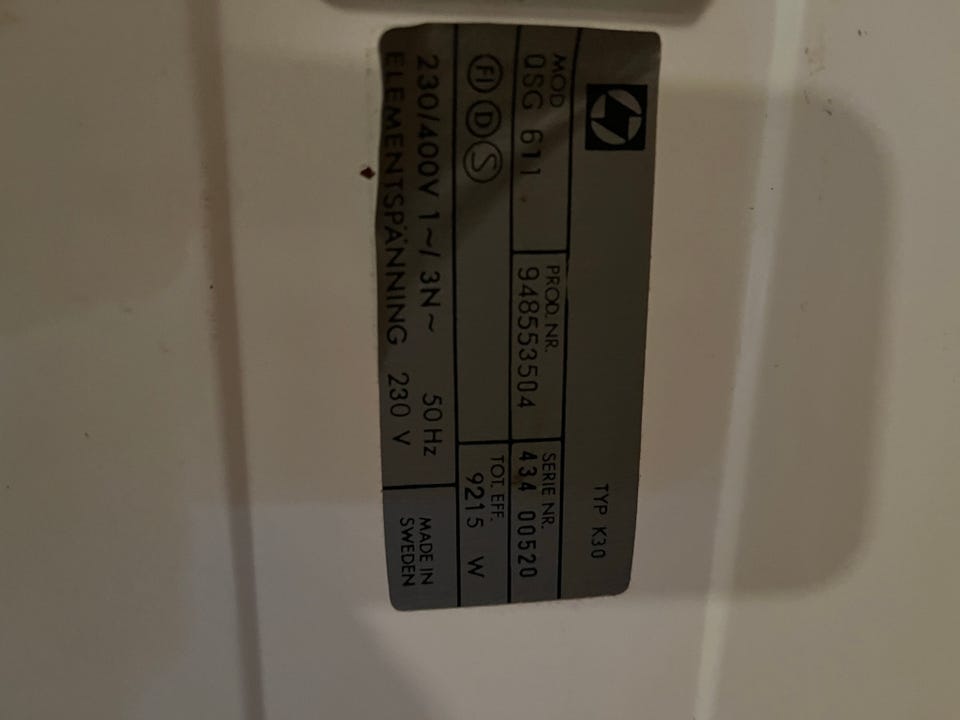 TYP K30
MOD PROD. NR. SERIE NR.
QSG 611 948553504 434 00520
FI D S TOT. EFF.
9215 W
230/400V 1~/ 3N~ 50 Hz
ELEMENTSPÄNNING 230 V
MADE IN
SWEDEN